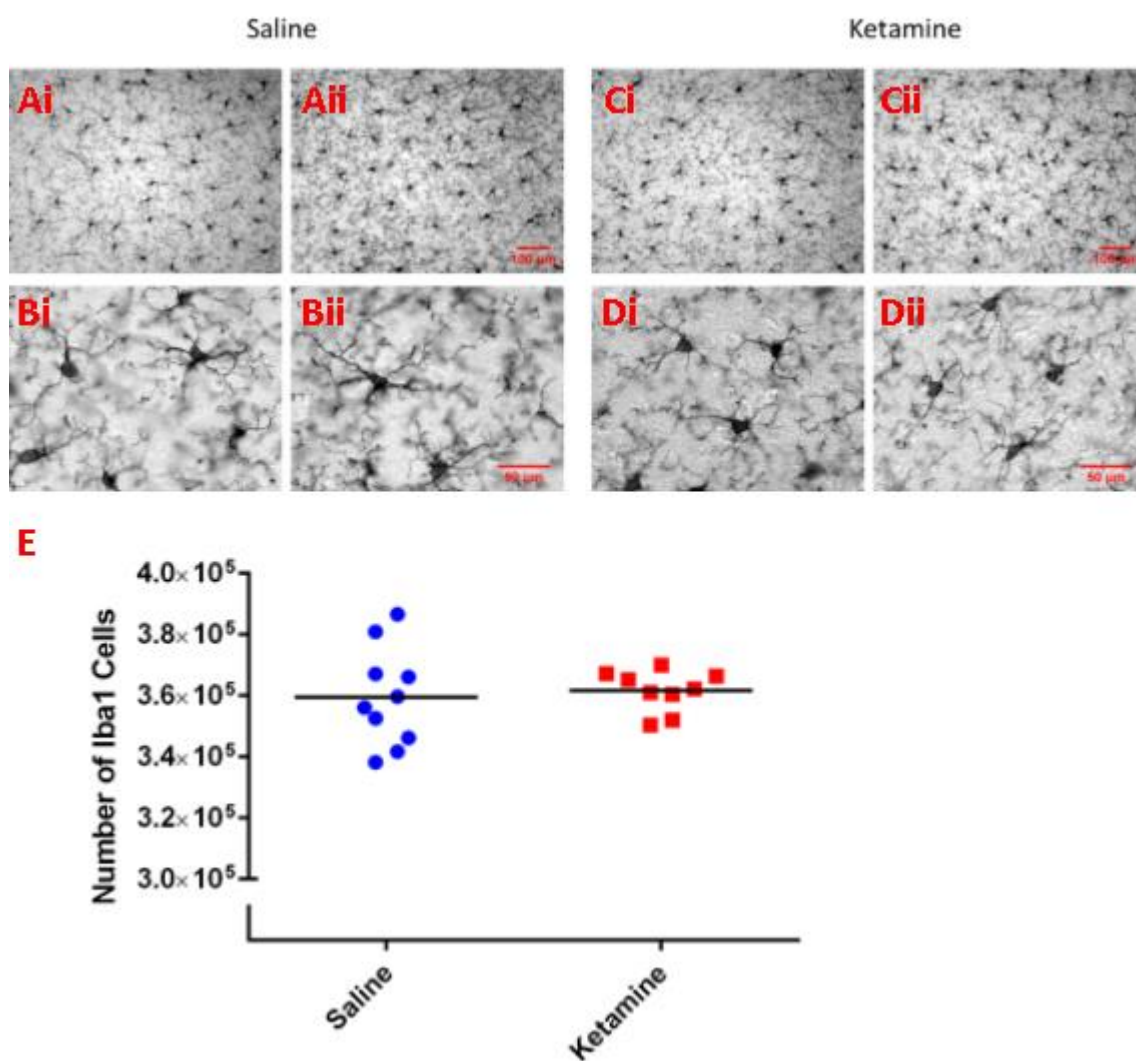 Saline
Ketamine
Ai
Aii
Ci
Cii
100 µm
100 µm
Bi
Bii
Di
Dii
50 µm
50 µm
E
4.0× 10⁵
3.8× 10⁵
3.6× 10⁵
3.4× 10⁵
3.2× 10⁵
3.0× 10⁵
Number of Iba1 Cells
Saline
Ketamine